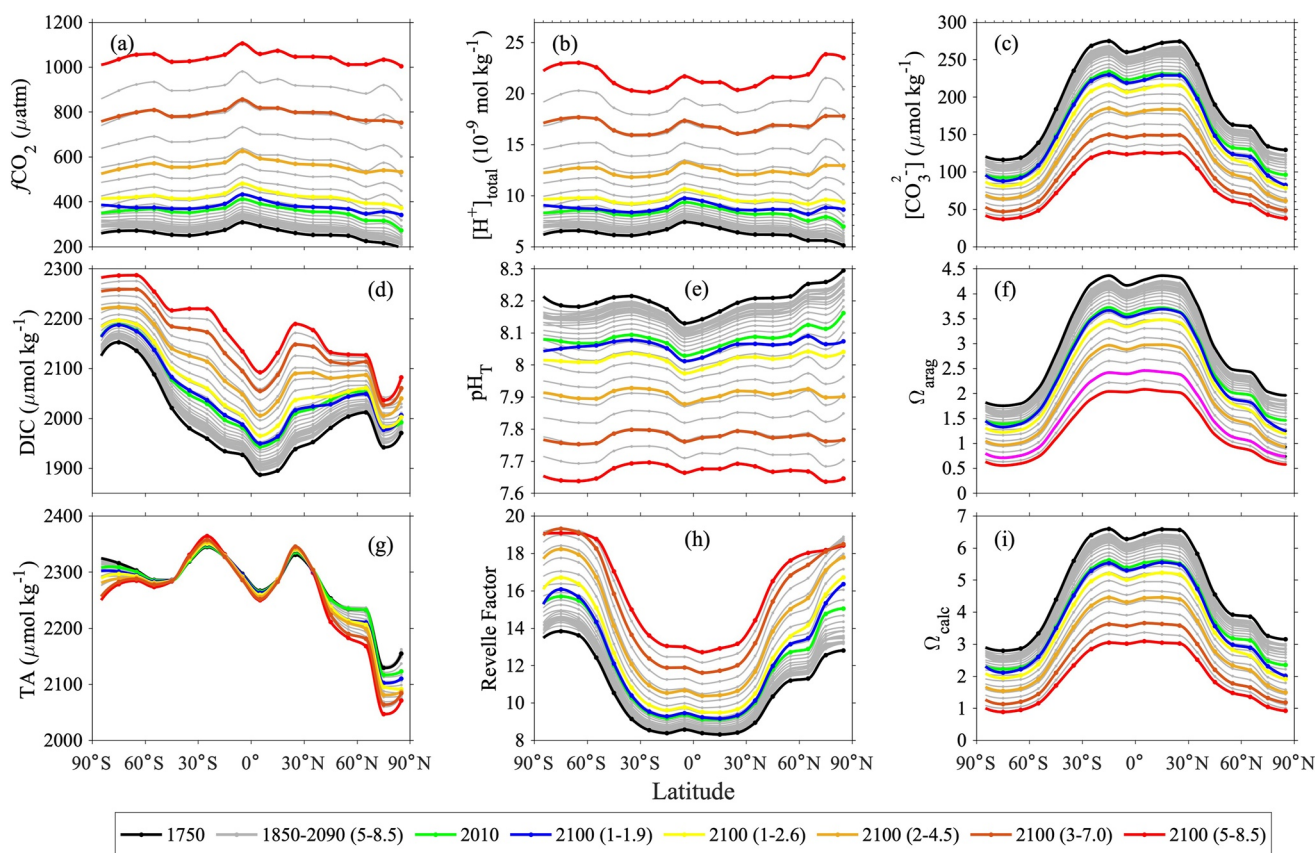 (a)
fCO2 (μatm)
1200
1000
800
600
400
200
(b)
[H+]total (10-9 mol kg-1)
25
20
15
10
5
(c)
[CO32-] (μmol kg-1)
300
250
200
150
100
50
0
(d)
DIC (μmol kg-1)
2300
2200
2100
2000
1900
(e)
pHT
8.3
8.2
8.1
8
7.9
7.8
7.7
7.6
(f)
Ωarag
4.5
4
3.5
3
2.5
2
1.5
1
0.5
0
(g)
TA (μmol kg-1)
2400
2300
2200
2100
2000
90°S 60°S 30°S 0° 30°N 60°N 90°N
(h)
Revelle Factor
20
18
16
14
12
10
8
90°S 60°S 30°S 0° 30°N 60°N 90°N
(i)
Ωcalc
7
6
5
4
3
2
1
0
90°S 60°S 30°S 0° 30°N 60°N 90°N
Latitude
1750 1850-2090 (5-8.5) 2010 2100 (1-1.9) 2100 (1-2.6) 2100 (2-4.5) 2100 (3-7.0) 2100 (5-8.5)